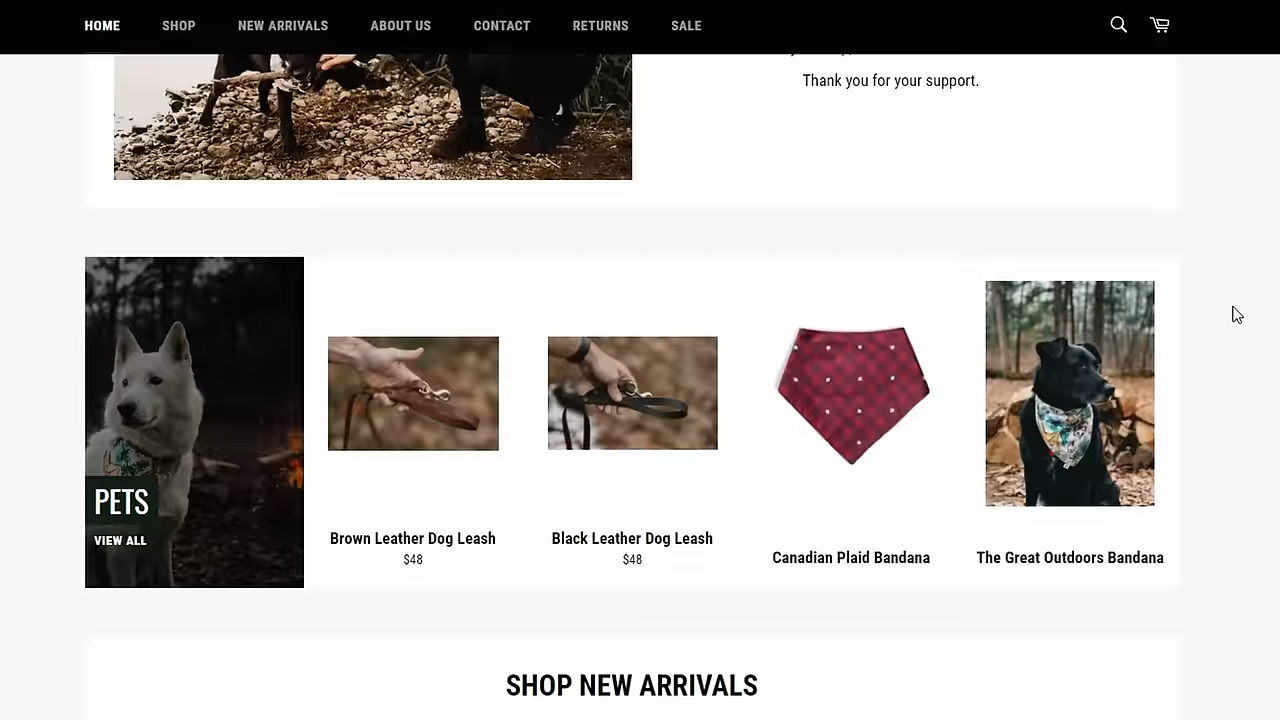 HOME SHOP NEW ARRIVALS ABOUT US CONTACT RETURNS SALE
Thank you for your support.
PETS
VIEW ALL
Brown Leather Dog Leash
$48
Black Leather Dog Leash
$48
Canadian Plaid Bandana
The Great Outdoors Bandana
SHOP NEW ARRIVALS